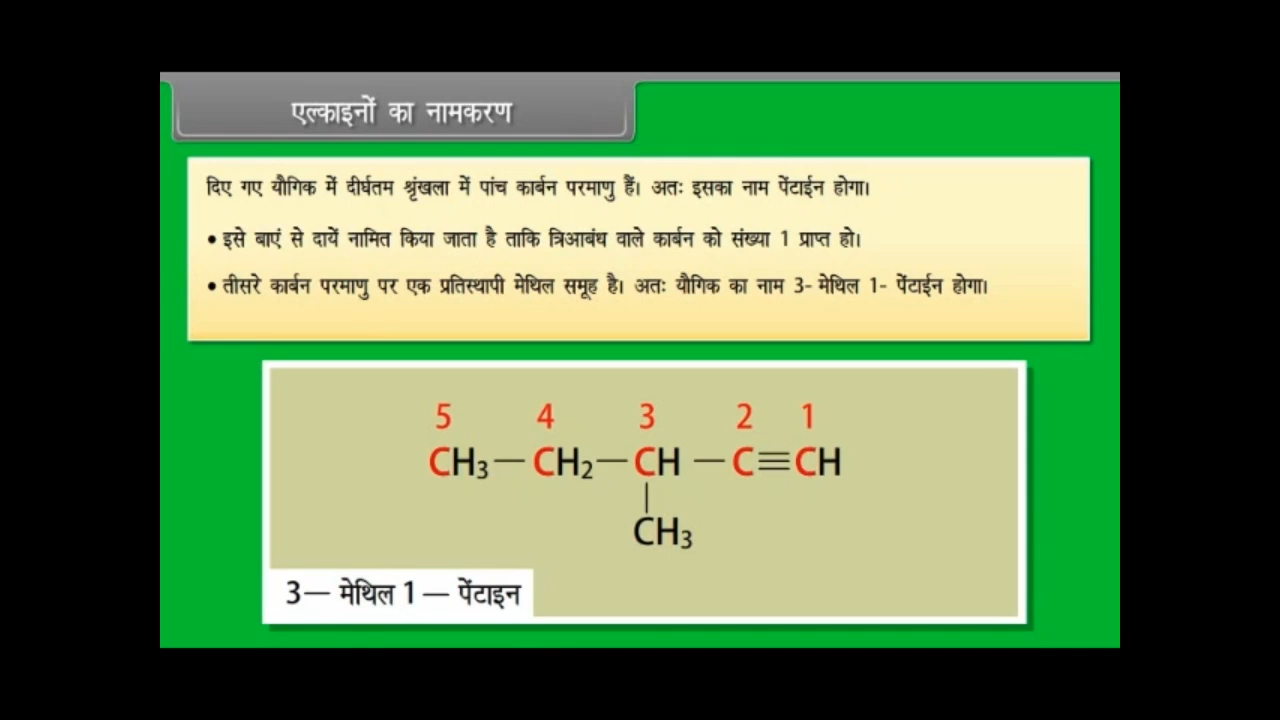 एल्काइनों का नामकरण
दिए गए यौगिक में दीर्घतम श्रृंखला में पांच कार्बन परमाणु हैं। अतः इसका नाम पेंटाईन होगा।
• इसे बाएं से दायें नामित किया जाता है ताकि त्रिआबंध वाले कार्बन को संख्या 1 प्राप्त हो।
• तीसरे कार्बन परमाणु पर एक प्रतिस्थापी मेथिल समूह है। अतः यौगिक का नाम 3- मेथिल 1- पेंटाईन होगा।
5 4 3 2 1
CH₃—CH₂—CH—C≡CH
|
CH₃
3— मेथिल 1— पेंटाइन